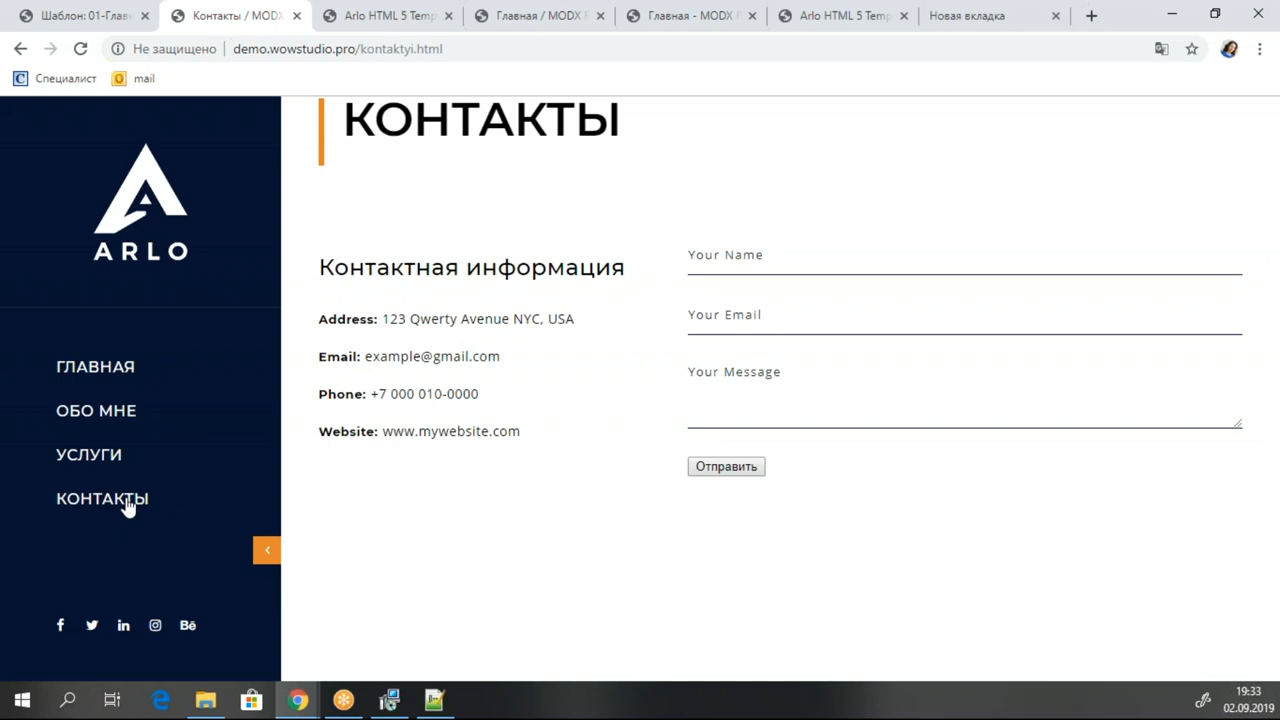 Шаблон: 01-Главн
Контакты / MODX
Arlo HTML 5 Temp
Главная / MODX R
Главная - MODX R
Arlo HTML 5 Temp
Новая вкладка
Не защищено
demo.wowstudio.pro/kontaktyi.html
Специалист
mail
ARLO
ГЛАВНАЯ
ОБО МНЕ
УСЛУГИ
КОНТАКТЫ
Bē
КОНТАКТЫ
Контактная информация
Address: 123 Qwerty Avenue NYC, USA
Email: example@gmail.com
Phone: +7 000 010-0000
Website: www.mywebsite.com
Your Name
Your Email
Your Message
Отправить
19:33
02.09.2019